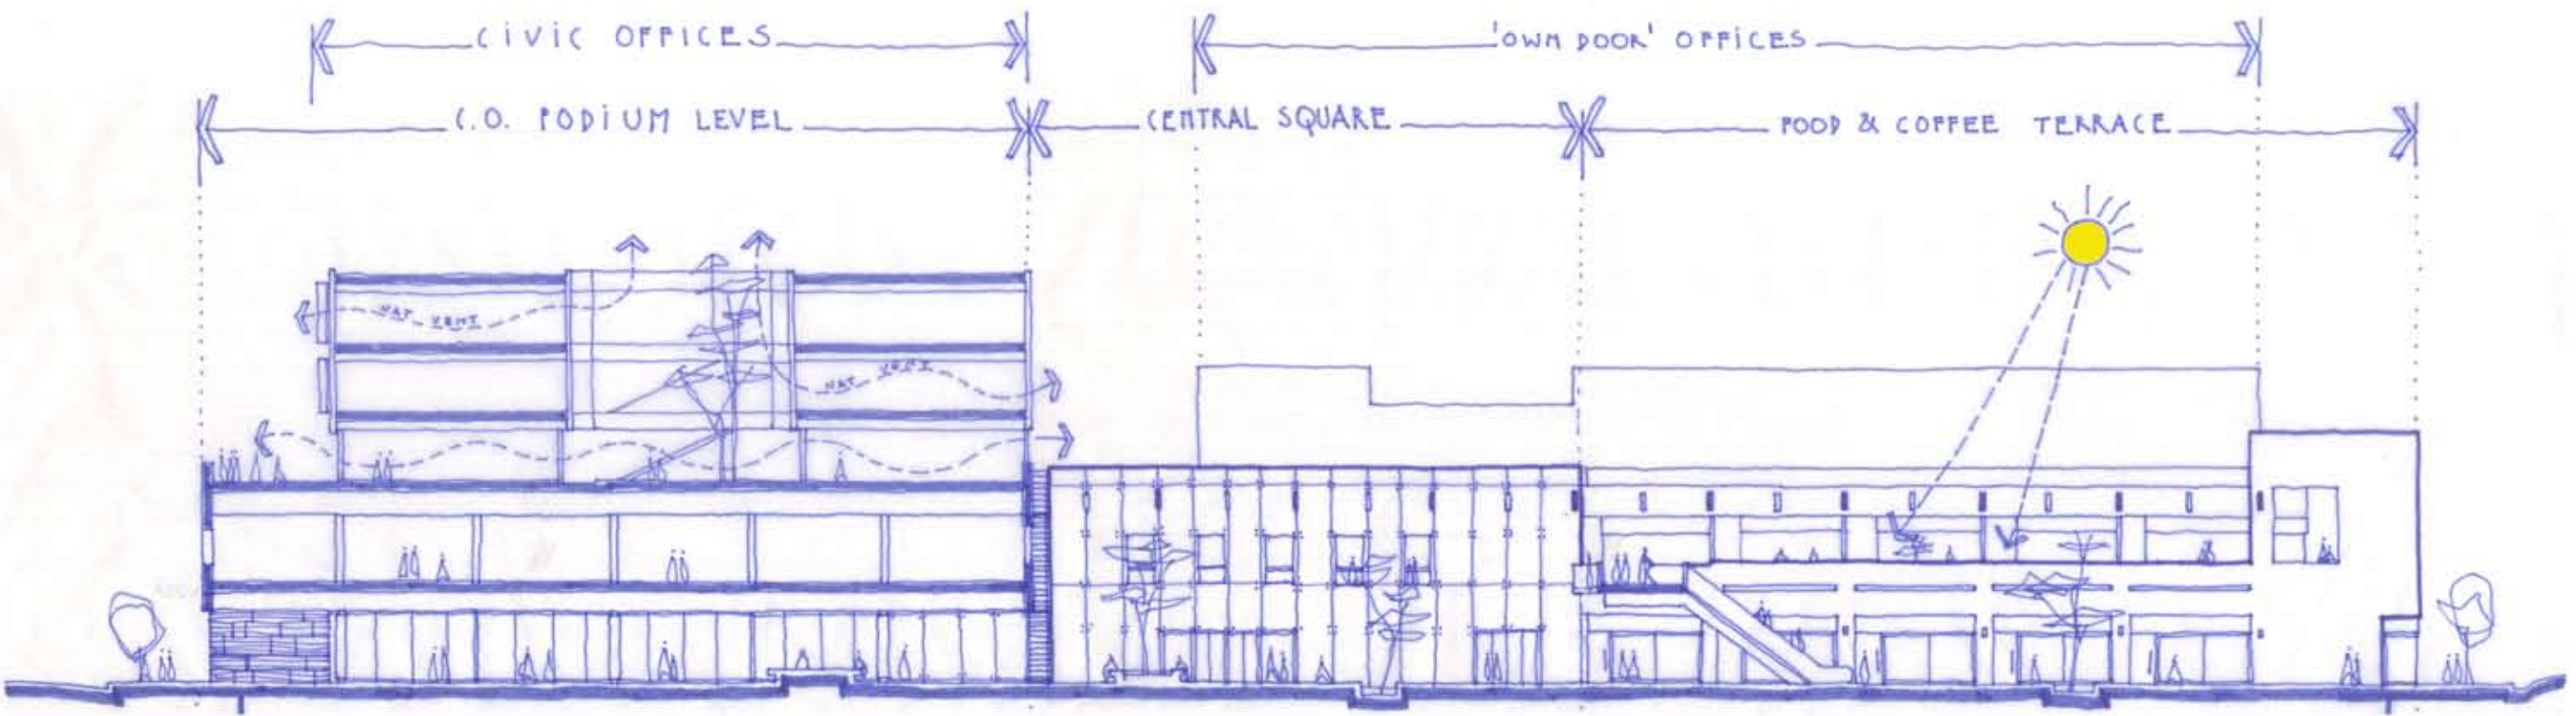 CIVIC OFFICES
'OWN DOOR' OFFICES
C.O. PODIUM LEVEL
CENTRAL SQUARE
FOOD & COFFEE TERRACE
NAT VENT
NAT VENT